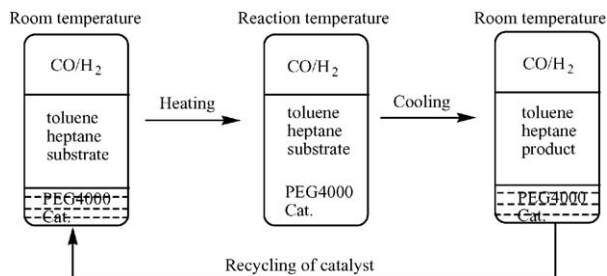 Room temperature
Reaction temperature
Room temperature
CO/H2
toluene
heptane
substrate
PEG4000
Cat.
Heating
CO/H2
toluene
heptane
substrate
PEG4000
Cat.
Cooling
CO/H2
toluene
heptane
product
PEG4000
Cat.
Recycling of catalyst